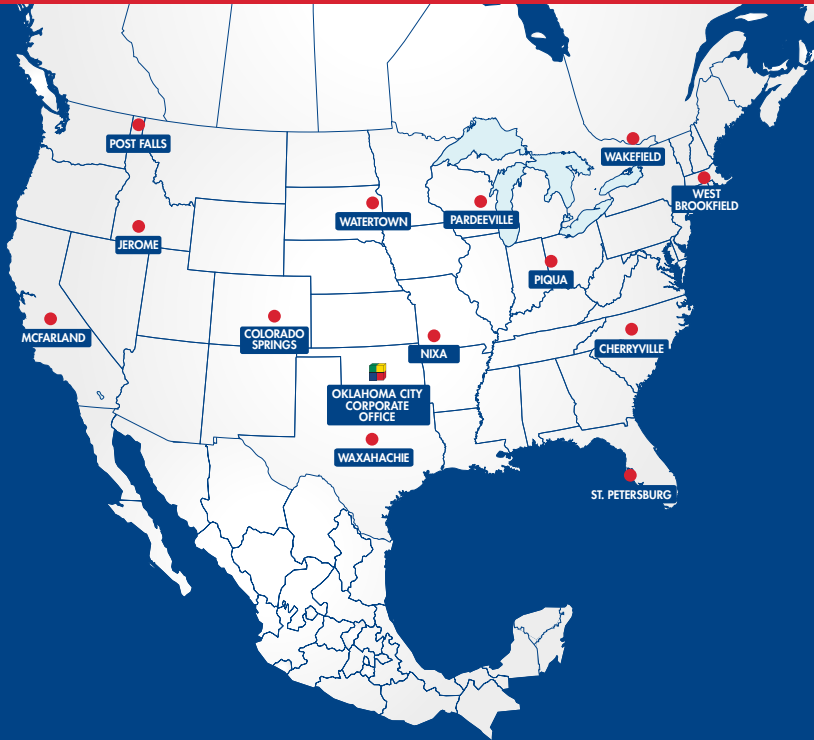 POST FALLS
WAKEFIELD
WEST
BROOKFIELD
WATERTOWN
PARDEEVILLE
JEROME
PIQUA
MCFARLAND
COLORADO
SPRINGS
NIXA
CHERRYVILLE
OKLAHOMA CITY
CORPORATE
OFFICE
WAXAHACHIE
ST. PETERSBURG